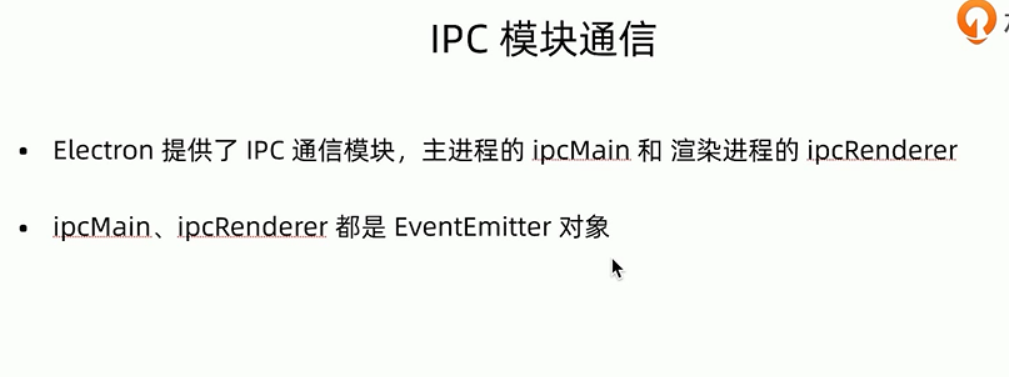 IPC 模块通信
• Electron 提供了 IPC 通信模块，主进程的 ipcMain 和 渲染进程的 ipcRenderer
• ipcMain、ipcRenderer 都是 EventEmitter 对象